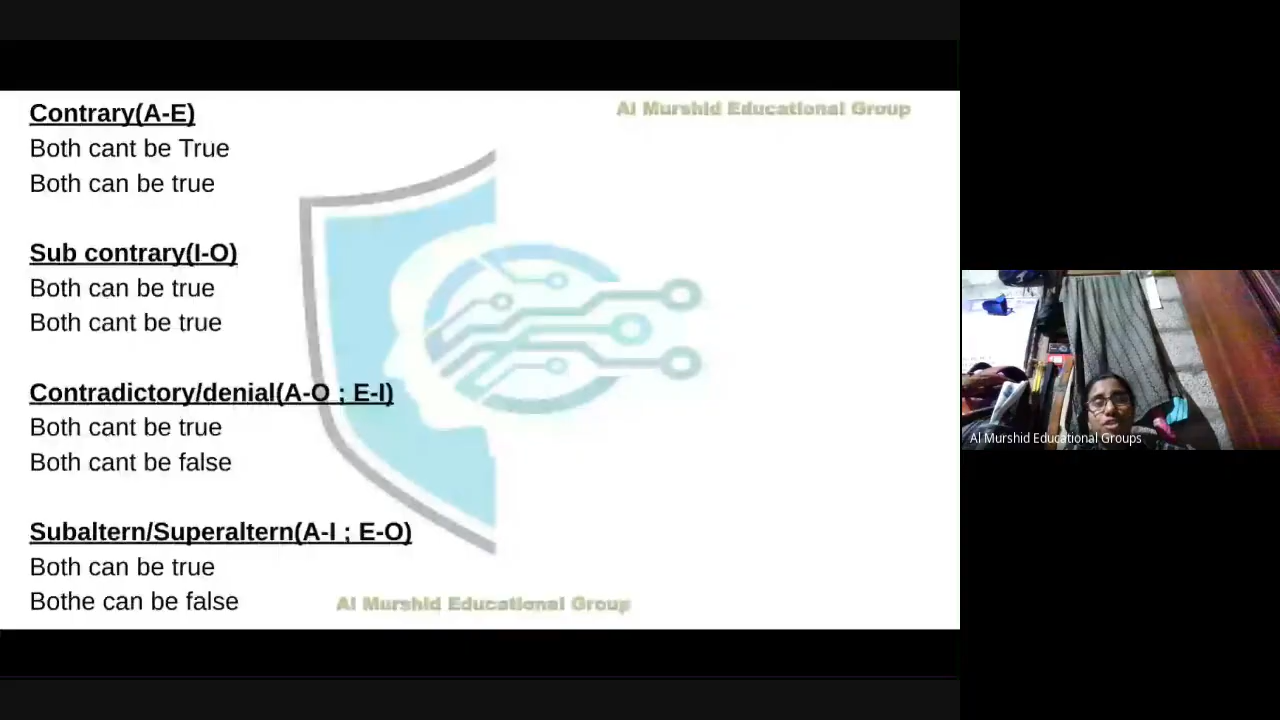 Al Murshid Educational Group
Contrary(A-E)
Both cant be True
Both can be true
Sub contrary(I-O)
Both can be true
Both cant be true
Contradictory/denial(A-O ; E-I)
Both cant be true
Both cant be false
Subaltern/Superaltern(A-I ; E-O)
Both can be true
Bothe can be false
Al Murshid Educational Group
Al Murshid Educational Groups